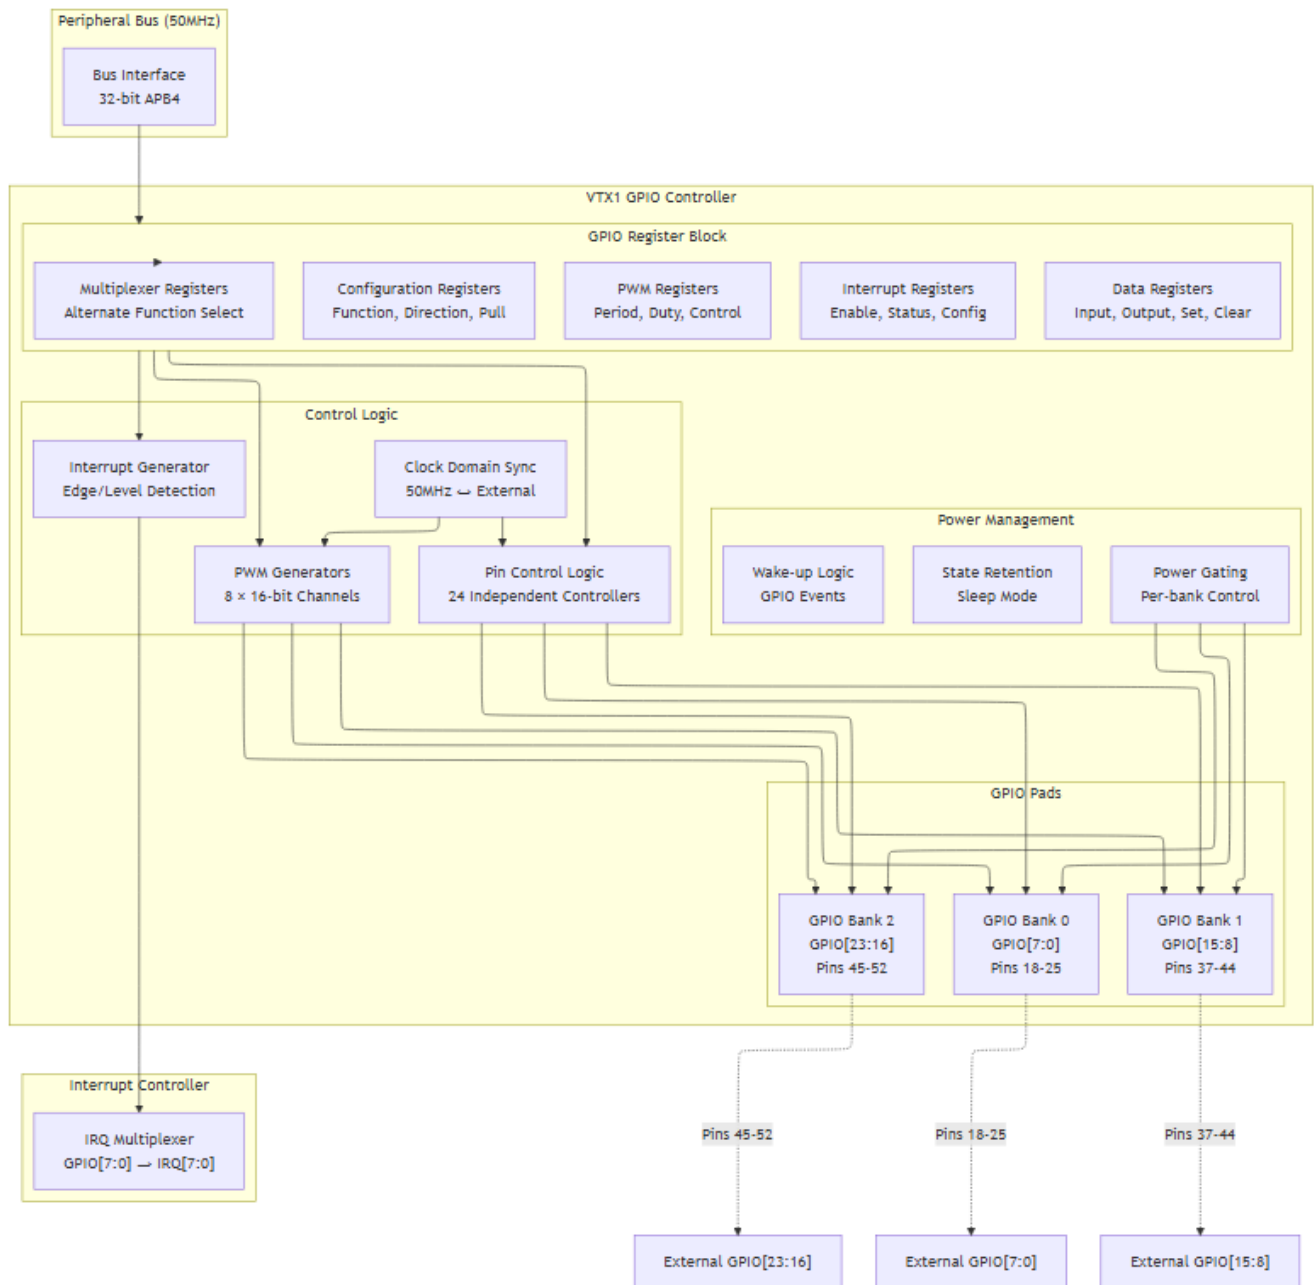 Peripheral Bus (50MHz)
Bus Interface
32-bit APB4
VTX1 GPIO Controller
GPIO Register Block
Multiplexer Registers
Alternate Function Select
Configuration Registers
Function, Direction, Pull
PWM Registers
Period, Duty, Control
Interrupt Registers
Enable, Status, Config
Data Registers
Input, Output, Set, Clear
Control Logic
Interrupt Generator
Edge/Level Detection
Clock Domain Sync
50MHz ↔ External
PWM Generators
8 × 16-bit Channels
Pin Control Logic
24 Independent Controllers
Power Management
Wake-up Logic
GPIO Events
State Retention
Sleep Mode
Power Gating
Per-bank Control
GPIO Pads
GPIO Bank 2
GPIO[23:16]
Pins 45-52
GPIO Bank 0
GPIO[7:0]
Pins 18-25
GPIO Bank 1
GPIO[15:8]
Pins 37-44
Interrupt Controller
IRQ Multiplexer
GPIO[7:0] → IRQ[7:0]
Pins 45-52
Pins 18-25
Pins 37-44
External GPIO[23:16]
External GPIO[7:0]
External GPIO[15:8]